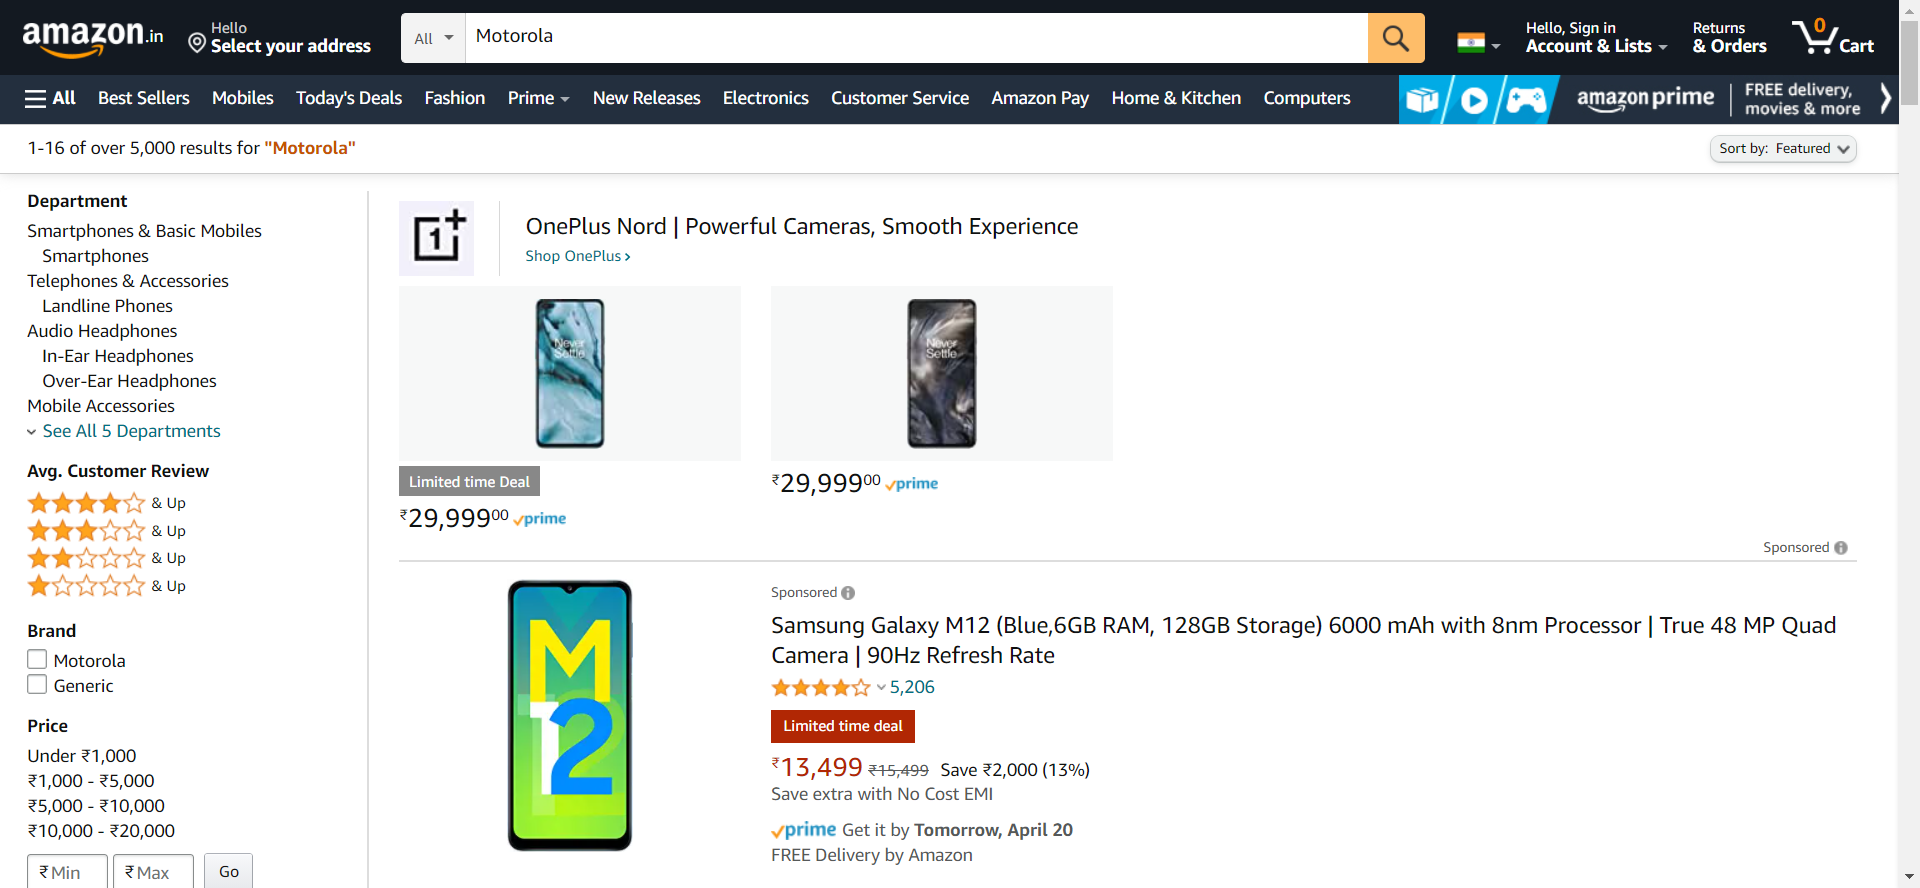 amazon.in
Hello
Select your address
All
Motorola
Hello, Sign in
Account & Lists
Returns
& Orders
0
Cart
All
Best Sellers
Mobiles
Today's Deals
Fashion
Prime
New Releases
Electronics
Customer Service
Amazon Pay
Home & Kitchen
Computers
amazon prime
FREE delivery,
movies & more
1-16 of over 5,000 results for "Motorola"
Sort by: Featured
Department
Smartphones & Basic Mobiles
Smartphones
Telephones & Accessories
Landline Phones
Audio Headphones
In-Ear Headphones
Over-Ear Headphones
Mobile Accessories
See All 5 Departments
Avg. Customer Review
& Up
& Up
& Up
& Up
Brand
Motorola
Generic
Price
Under ₹1,000
₹1,000 - ₹5,000
₹5,000 - ₹10,000
₹10,000 - ₹20,000
₹ Min
₹ Max
Go
1+
OnePlus Nord | Powerful Cameras, Smooth Experience
Shop OnePlus ›
Never
Settle
Limited time Deal
₹29,99900 prime
Never
Settle
₹29,99900 prime
Sponsored
M
12
Sponsored
Samsung Galaxy M12 (Blue,6GB RAM, 128GB Storage) 6000 mAh with 8nm Processor | True 48 MP Quad
Camera | 90Hz Refresh Rate
5,206
Limited time deal
₹13,499 ₹15,499 Save ₹2,000 (13%)
Save extra with No Cost EMI
prime Get it by Tomorrow, April 20
FREE Delivery by Amazon